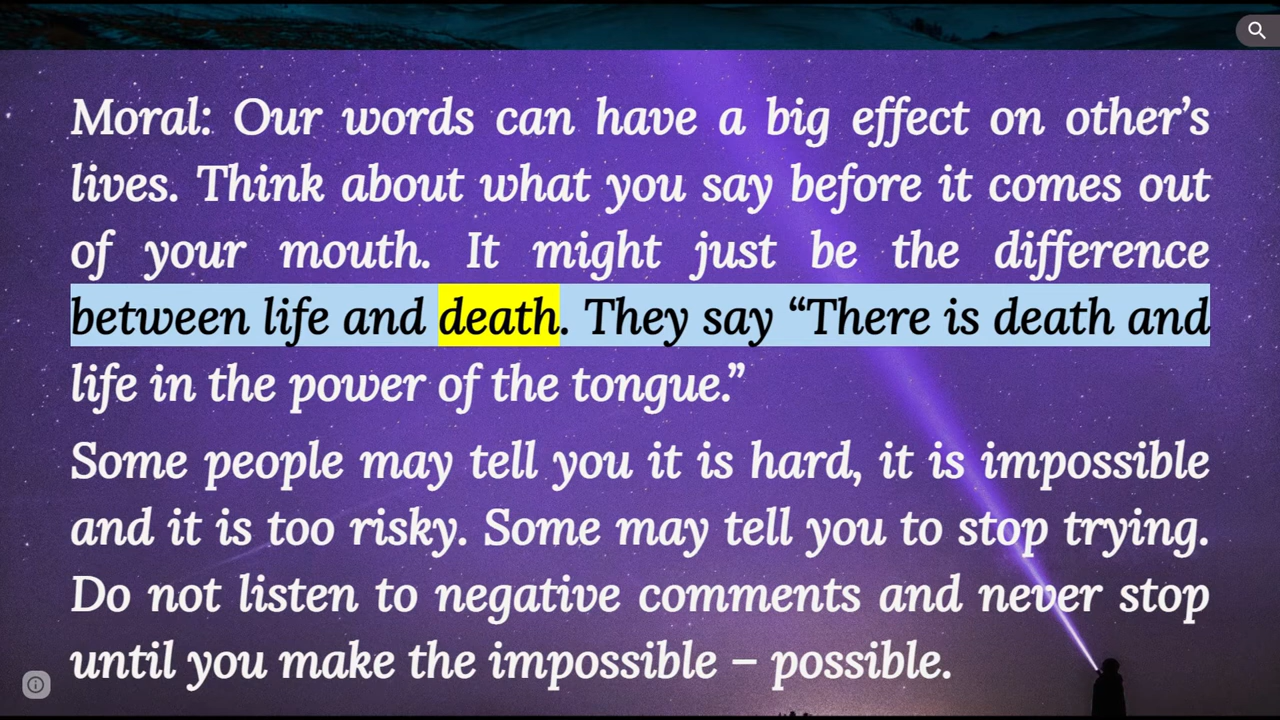 Moral: Our words can have a big effect on other’s
lives. Think about what you say before it comes out
of your mouth. It might just be the difference
between life and death. They say “There is death and
life in the power of the tongue.”
Some people may tell you it is hard, it is impossible
and it is too risky. Some may tell you to stop trying.
Do not listen to negative comments and never stop
until you make the impossible – possible.